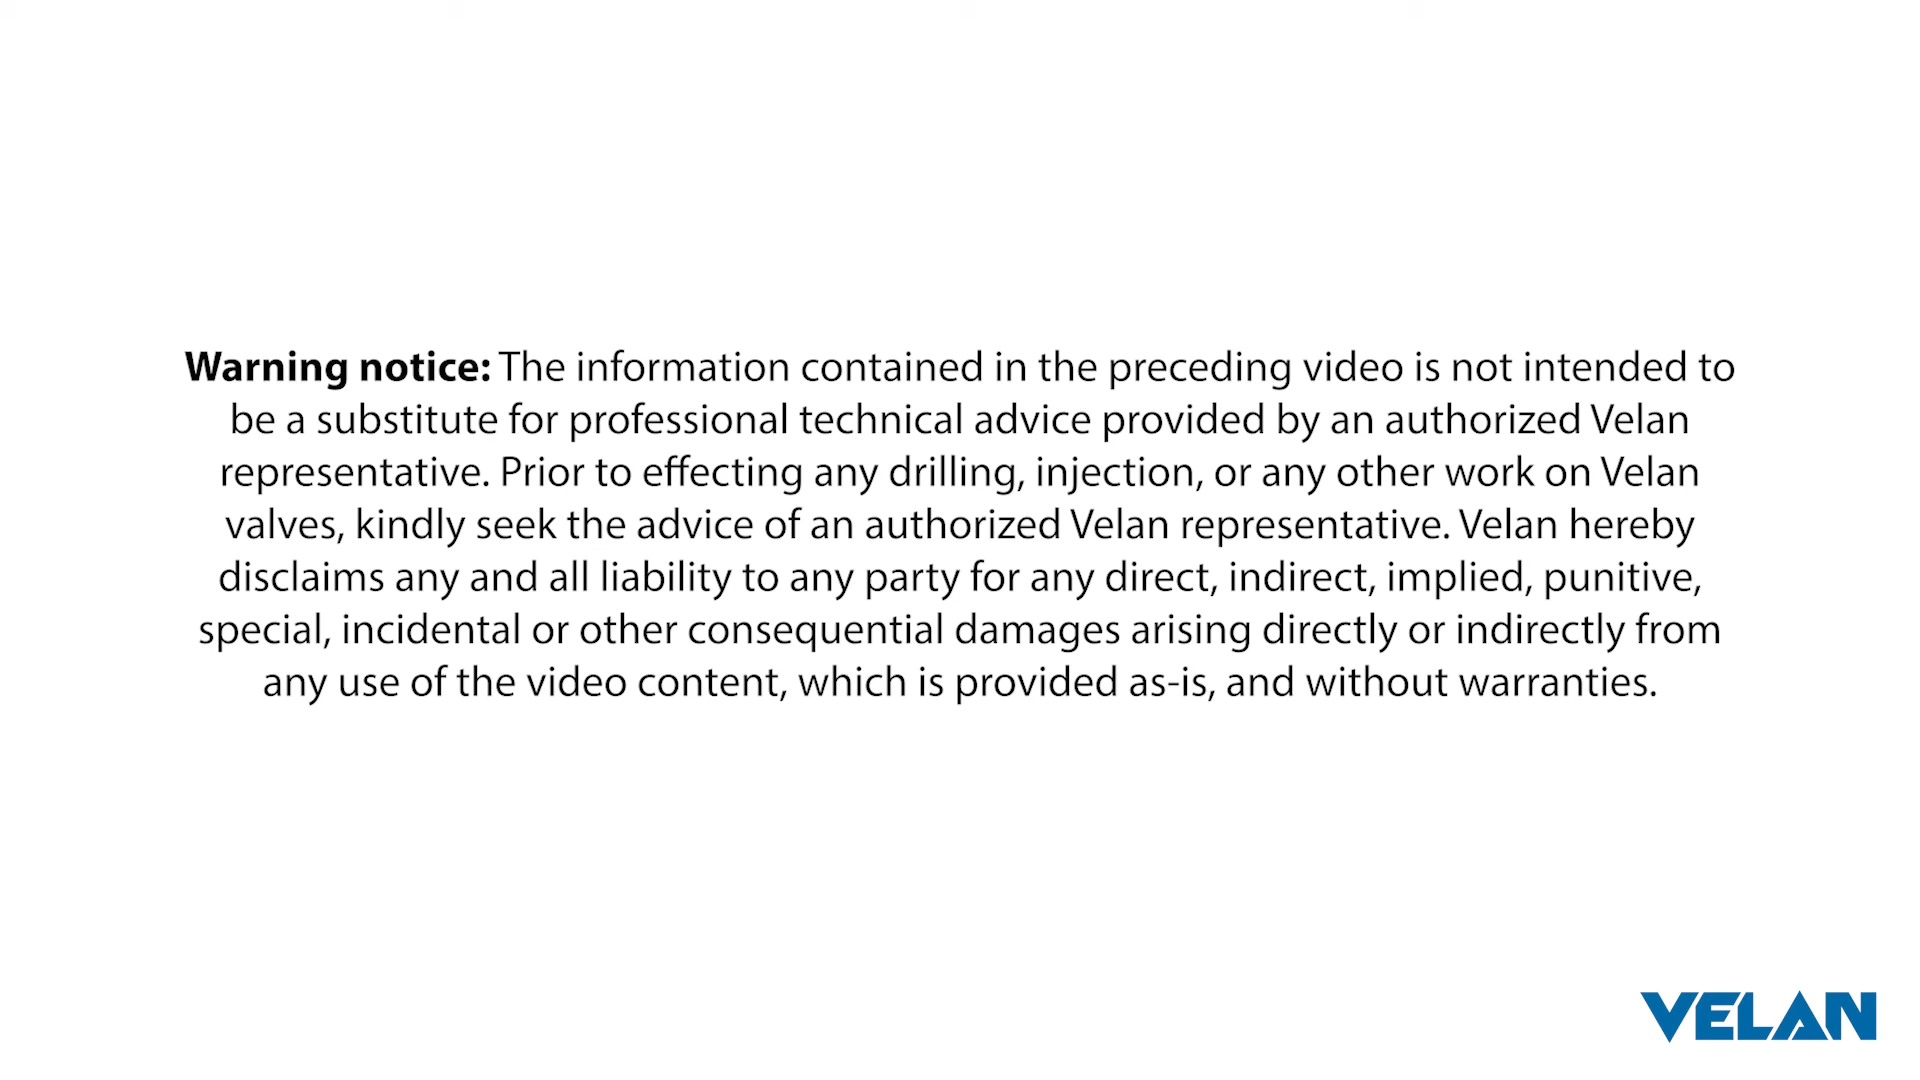 Warning notice: The information contained in the preceding video is not intended to
be a substitute for professional technical advice provided by an authorized Velan
representative. Prior to effecting any drilling, injection, or any other work on Velan
valves, kindly seek the advice of an authorized Velan representative. Velan hereby
disclaims any and all liability to any party for any direct, indirect, implied, punitive,
special, incidental or other consequential damages arising directly or indirectly from
any use of the video content, which is provided as-is, and without warranties.
VELAN